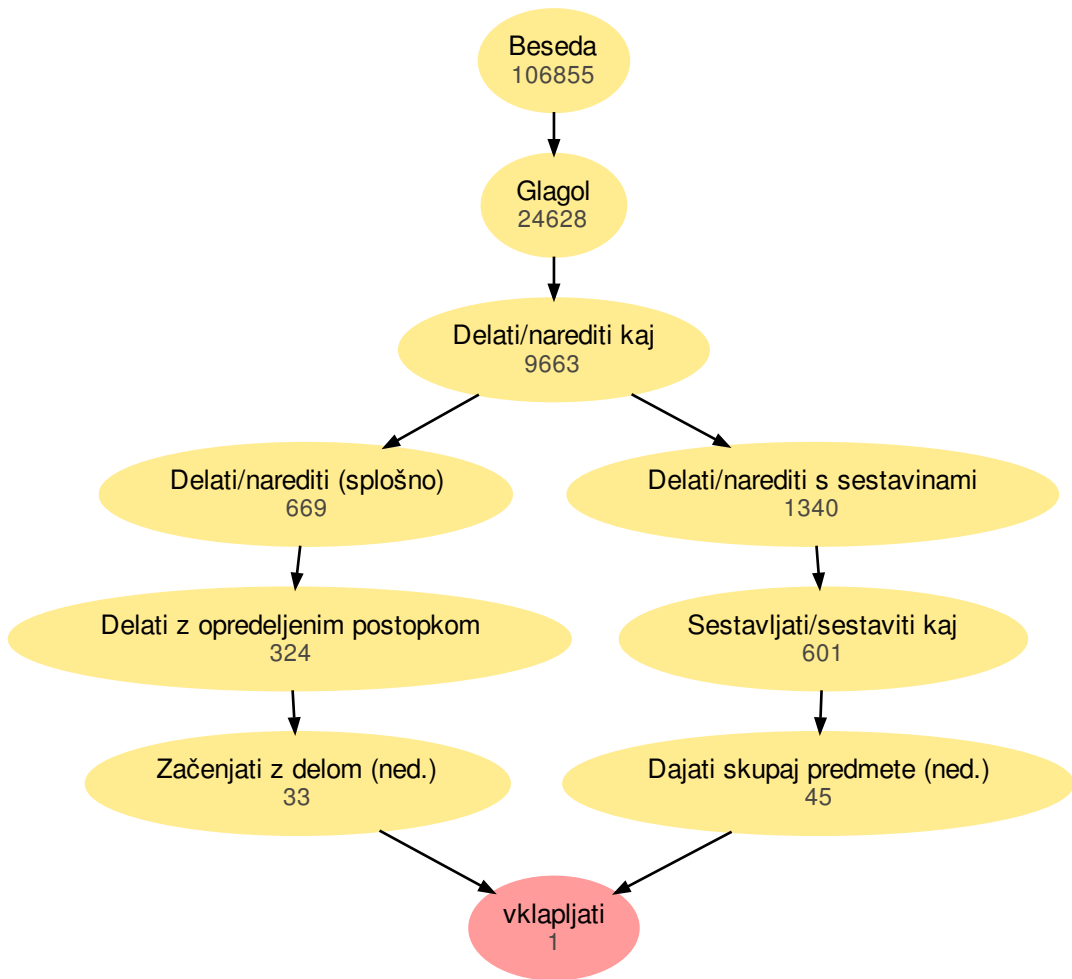 Beseda
106855
Glagol
24628
Delati/narediti kaj
9663
Delati/narediti (splošno)
669
Delati/narediti s sestavinami
1340
Delati z opredeljenim postopkom
324
Sestavljati/sestaviti kaj
601
Začenjati z delom (ned.)
33
Dajati skupaj predmete (ned.)
45
vklapljati
1